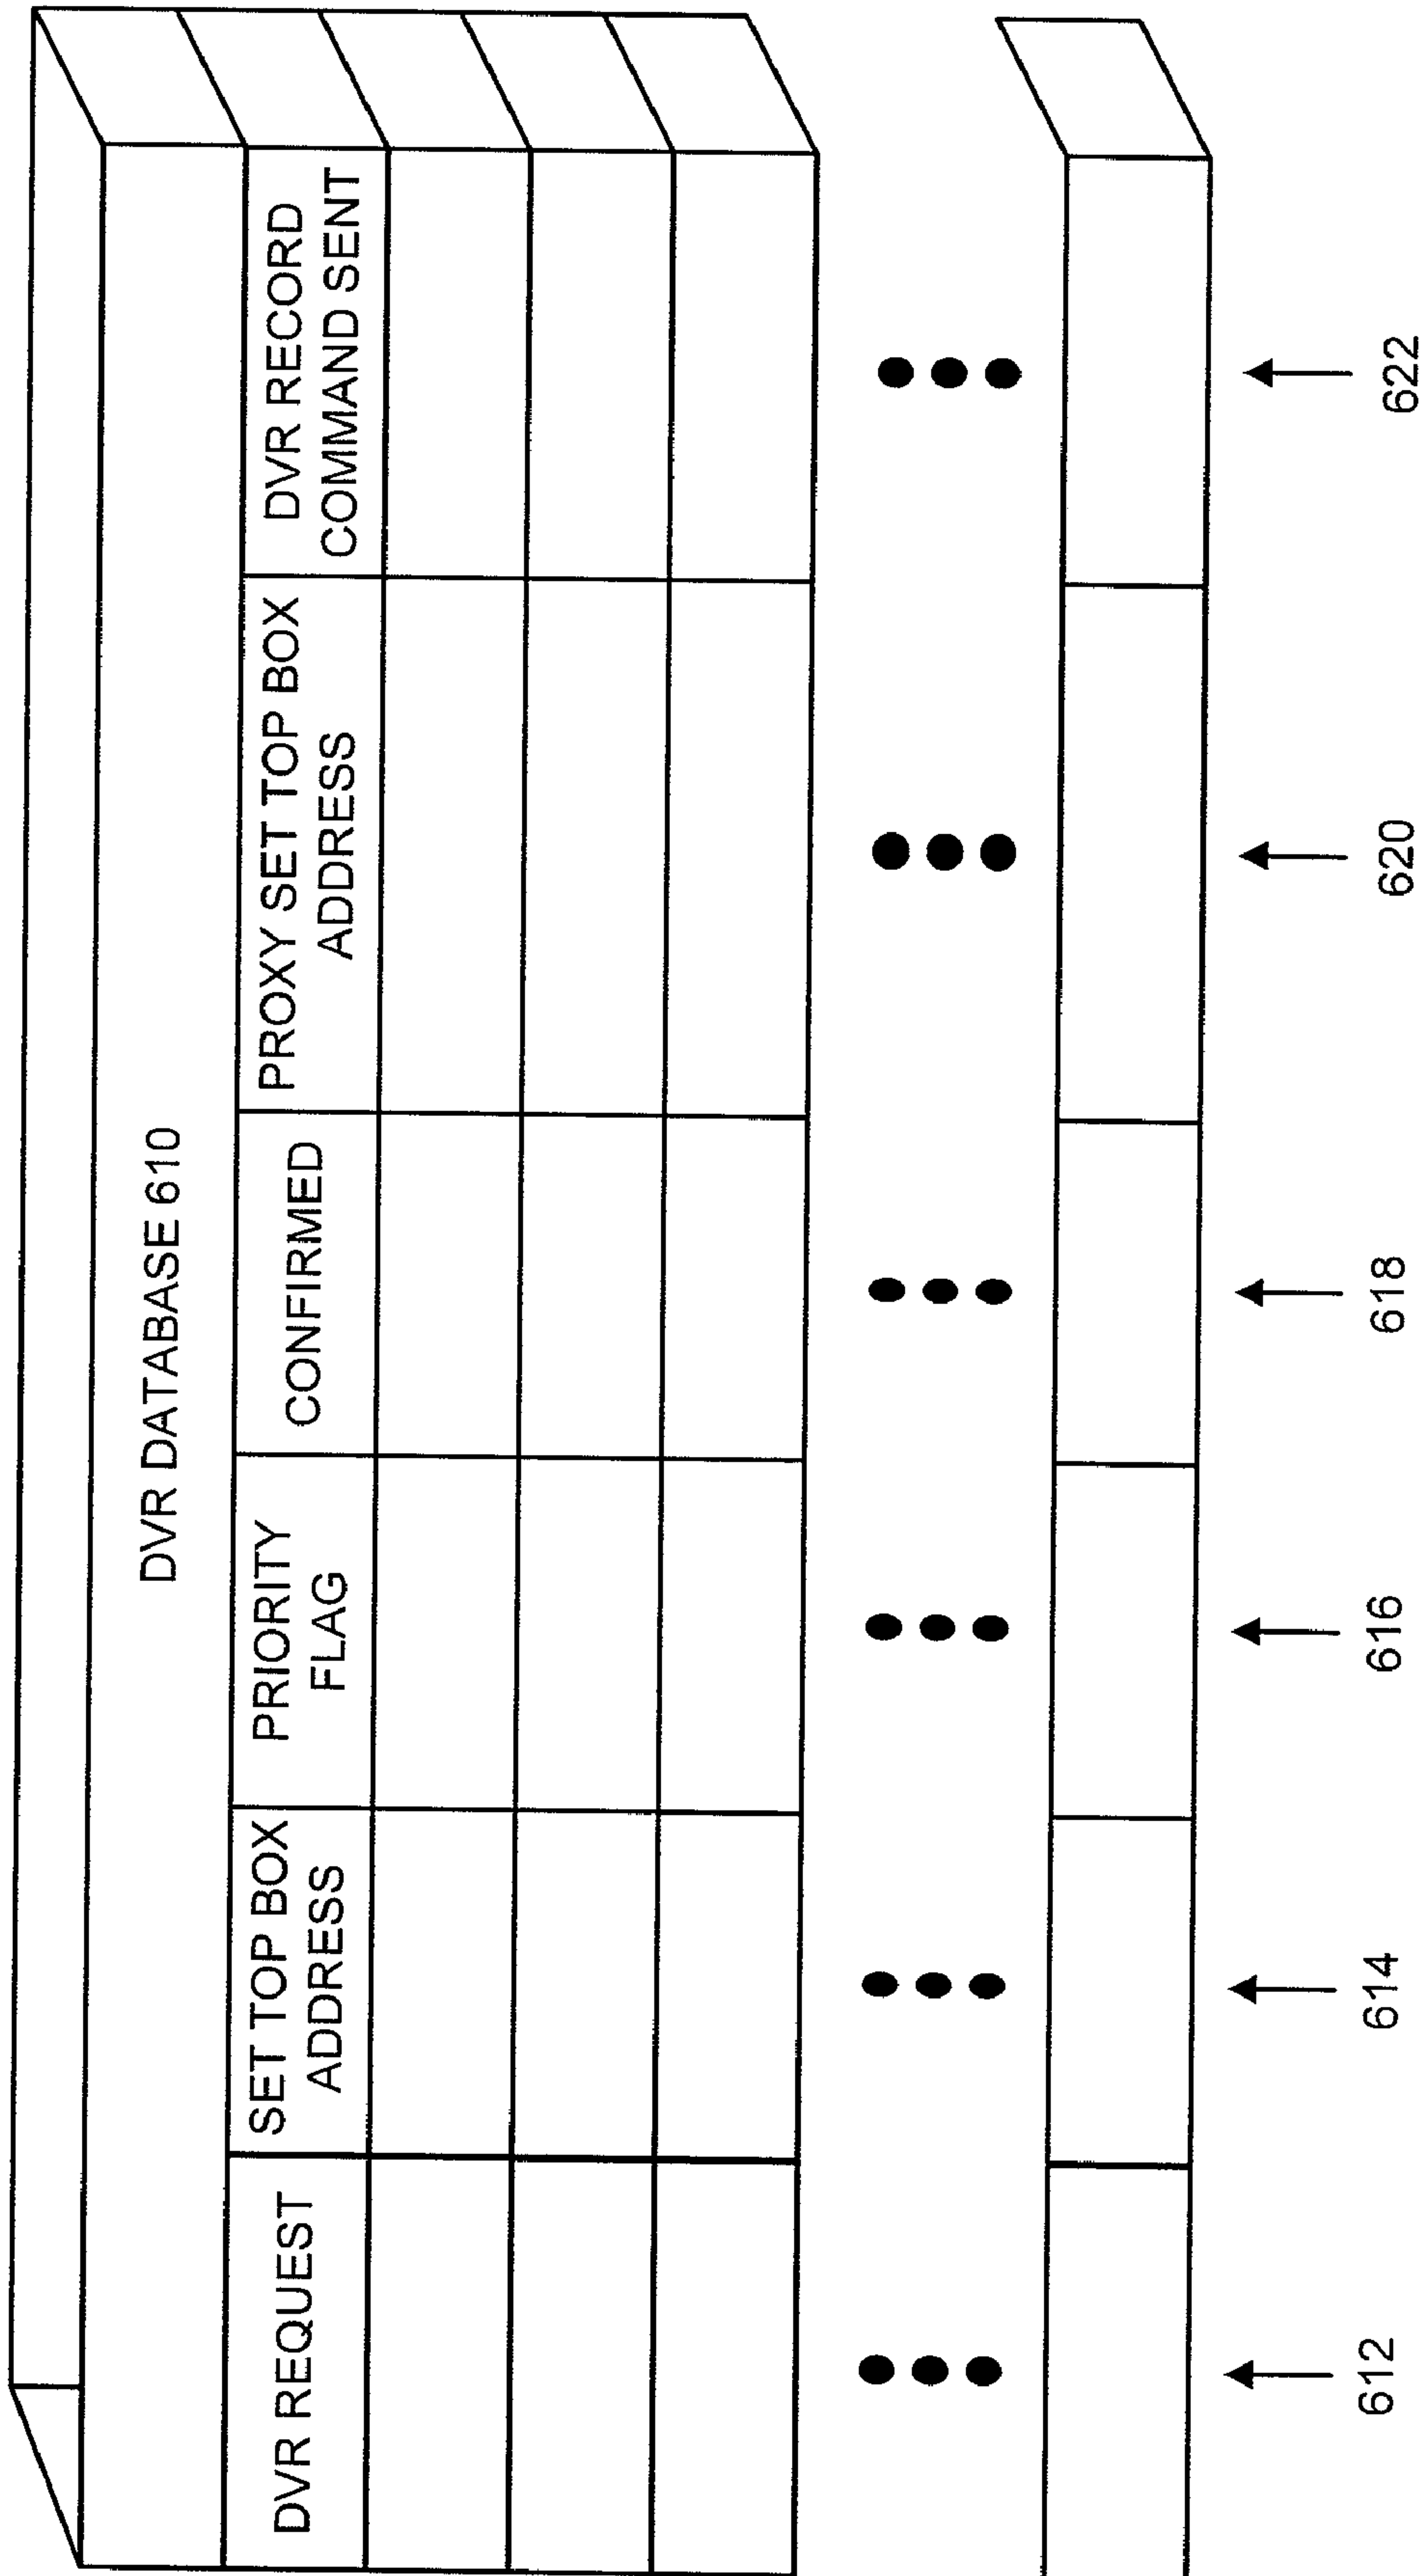 DVR DATABASE 610
DVR REQUEST
SET TOP BOX
ADDRESS
PRIORITY
FLAG
CONFIRMED
PROXY SET TOP BOX
ADDRESS
DVR RECORD
COMMAND SENT
612
614
616
618
620
622